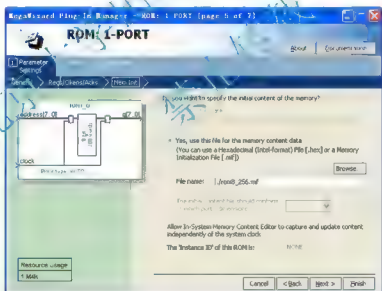 MegaWizard Plug-In Manager - ROM: 1-PORT [page 5 of 7]
ROM: 1-PORT
About
Documentation
1 Parameter Settings
General > Regs/Clkens/Aclrs > Mem Init
Do you want to specify the initial content of the memory?
address[7..0]
q[7..0]
clock
Yes, use this file for the memory content data
(You can use a Hexadecimal (Intel-format) File [.hex] or a Memory
Initialization File [.mif])
Browse...
File name:
Allow In-System Memory Content Editor to capture and update content
independently of the system clock
The 'Instance ID' of this ROM is:
NONE
Resource Usage
1 M4K
Cancel
< Back
Next >
Finish